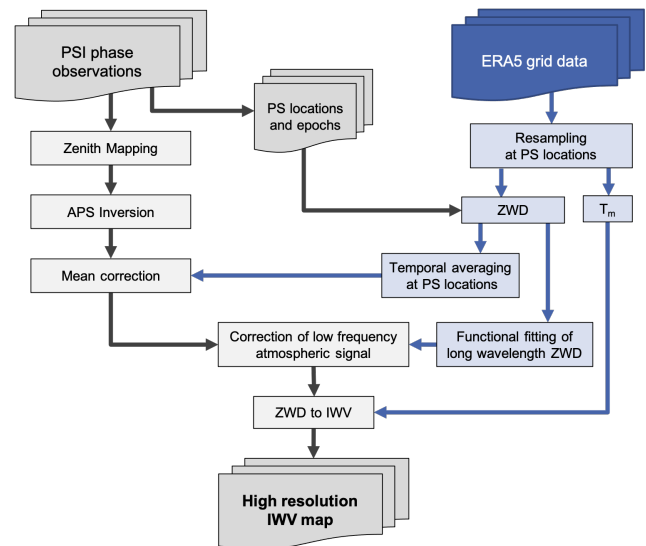 PSI phase
observations
ERA5 grid data
PS locations
and epochs
Zenith Mapping
Resampling
at PS locations
APS Inversion
ZWD
Tm
Mean correction
Temporal averaging
at PS locations
Correction of low frequency
atmospheric signal
Functional fitting of
long wavelength ZWD
ZWD to IWV
High resolution
IWV map